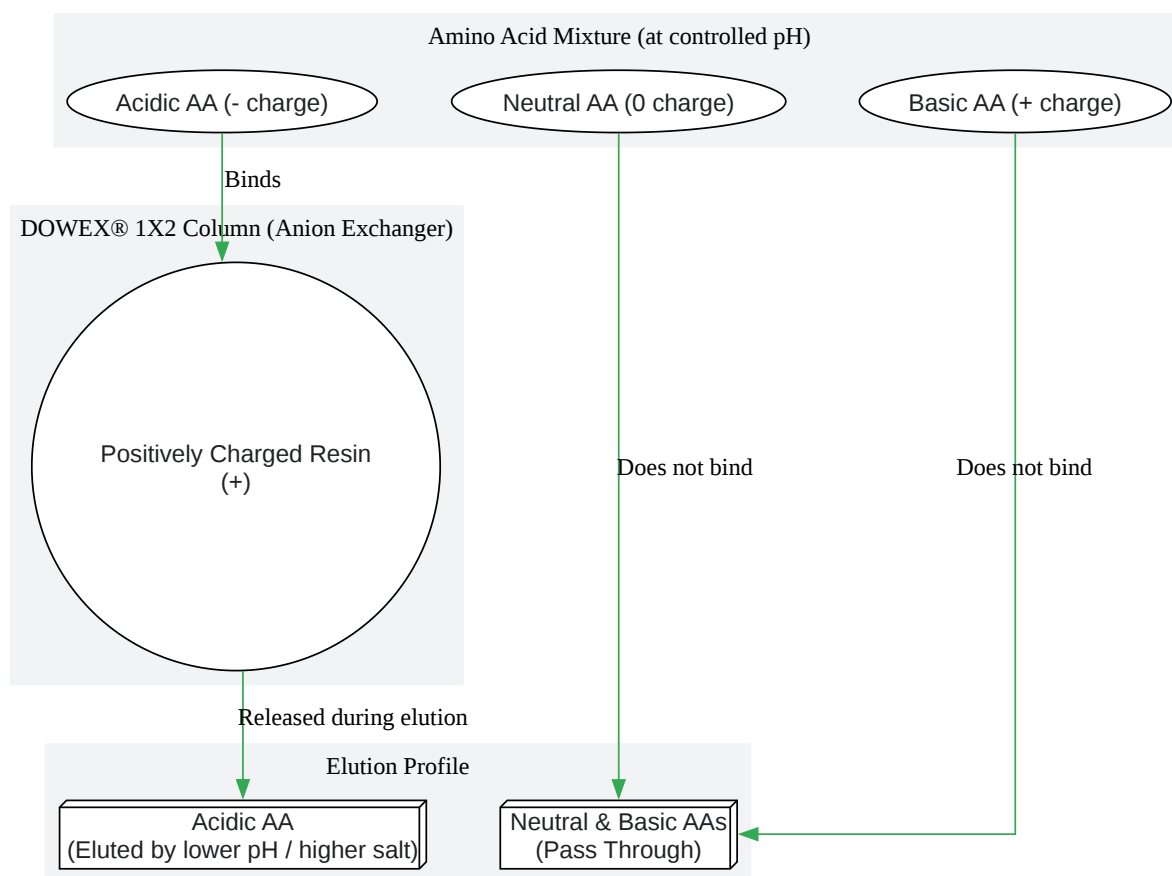 Amino Acid Mixture (at controlled pH)
Acidic AA (- charge)
Neutral AA (0 charge)
Basic AA (+ charge)
Binds
DOWEX® 1X2 Column (Anion Exchanger)
Positively Charged Resin
(+)
Does not bind
Does not bind
Released during elution
Elution Profile
Acidic AA
(Eluted by lower pH / higher salt)
Neutral & Basic AAs
(Pass Through)